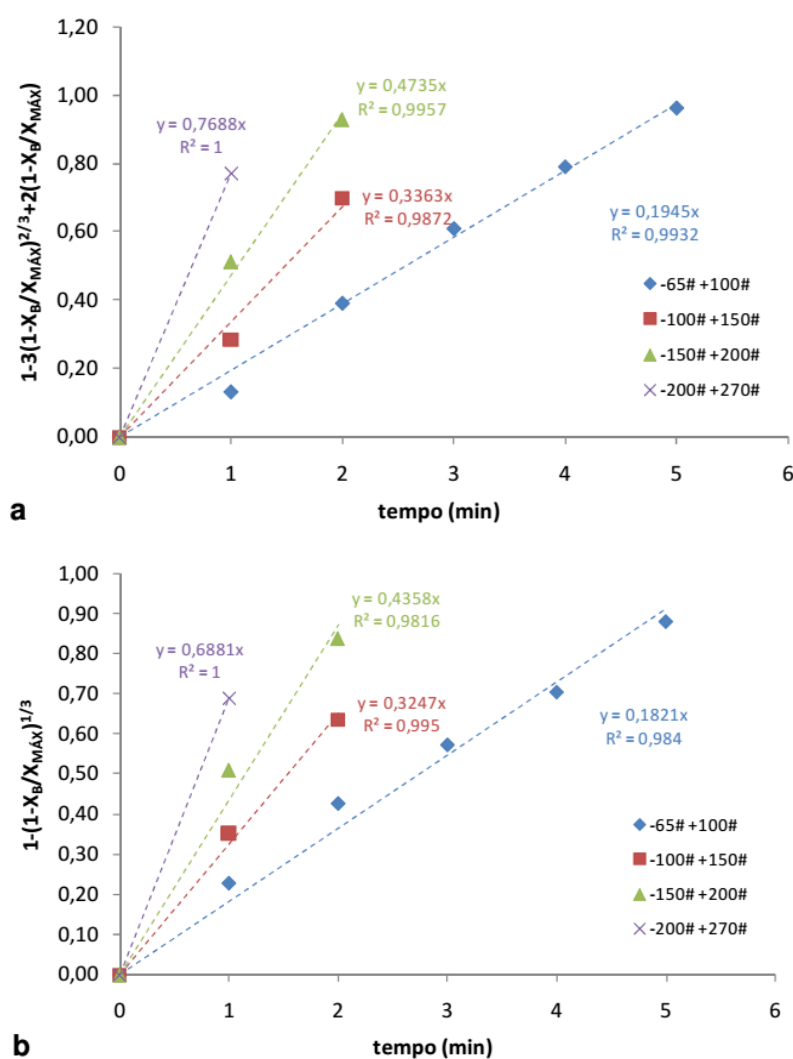 1-3(1-X_B/X_MÁX)^2/3+2(1-X_B/X_MÁX)
1,20
1,00
0,80
0,60
0,40
0,20
0,00
y = 0,4735x
R² = 0,9957
y = 0,7688x
R² = 1
y = 0,3363x
R² = 0,9872
y = 0,1945x
R² = 0,9932
-65# +100#
-100# +150#
-150# +200#
-200# +270#
0 1 2 3 4 5 6
tempo (min)
a
1-(1-X_B/X_MÁX)^1/3
1,00
0,90
0,80
0,70
0,60
0,50
0,40
0,30
0,20
0,10
0,00
y = 0,4358x
R² = 0,9816
y = 0,6881x
R² = 1
y = 0,3247x
R² = 0,995
y = 0,1821x
R² = 0,984
-65# +100#
-100# +150#
-150# +200#
-200# +270#
0 1 2 3 4 5 6
tempo (min)
b